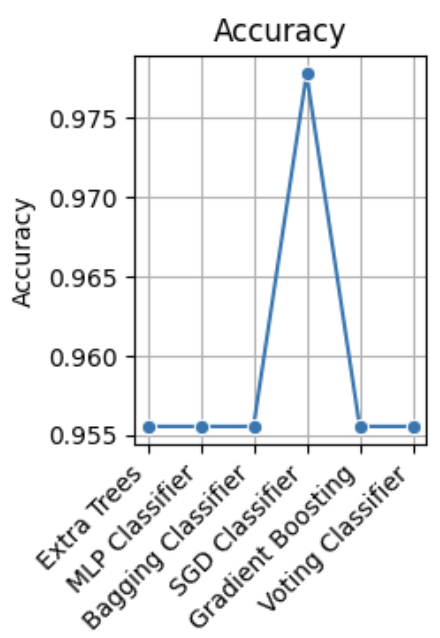 Accuracy
Accuracy
0.975
0.970
0.965
0.960
0.955
Extra Trees
MLP Classifier
Bagging Classifier
SGD Classifier
Gradient Boosting
Voting Classifier